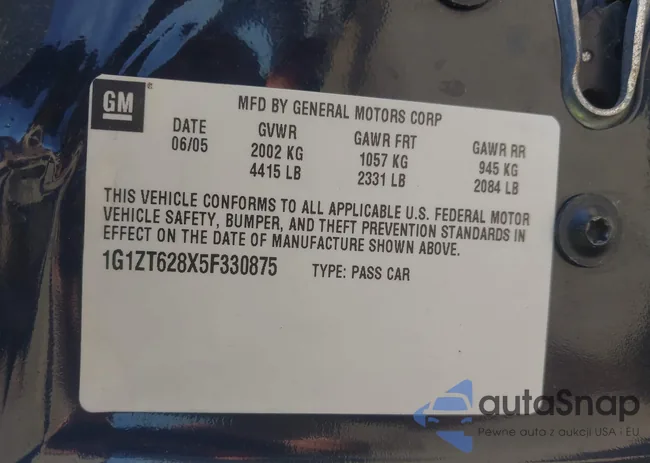 GM
MFD BY GENERAL MOTORS CORP
DATE GVWR GAWR FRT GAWR RR
06/05 2002 KG 1057 KG 945 KG
4415 LB 2331 LB 2084 LB
THIS VEHICLE CONFORMS TO ALL APPLICABLE U.S. FEDERAL MOTOR
VEHICLE SAFETY, BUMPER, AND THEFT PREVENTION STANDARDS IN
EFFECT ON THE DATE OF MANUFACTURE SHOWN ABOVE.
1G1ZT628X5F330875 TYPE: PASS CAR
autaSnap
Pewne auta z aukcji USA - EU